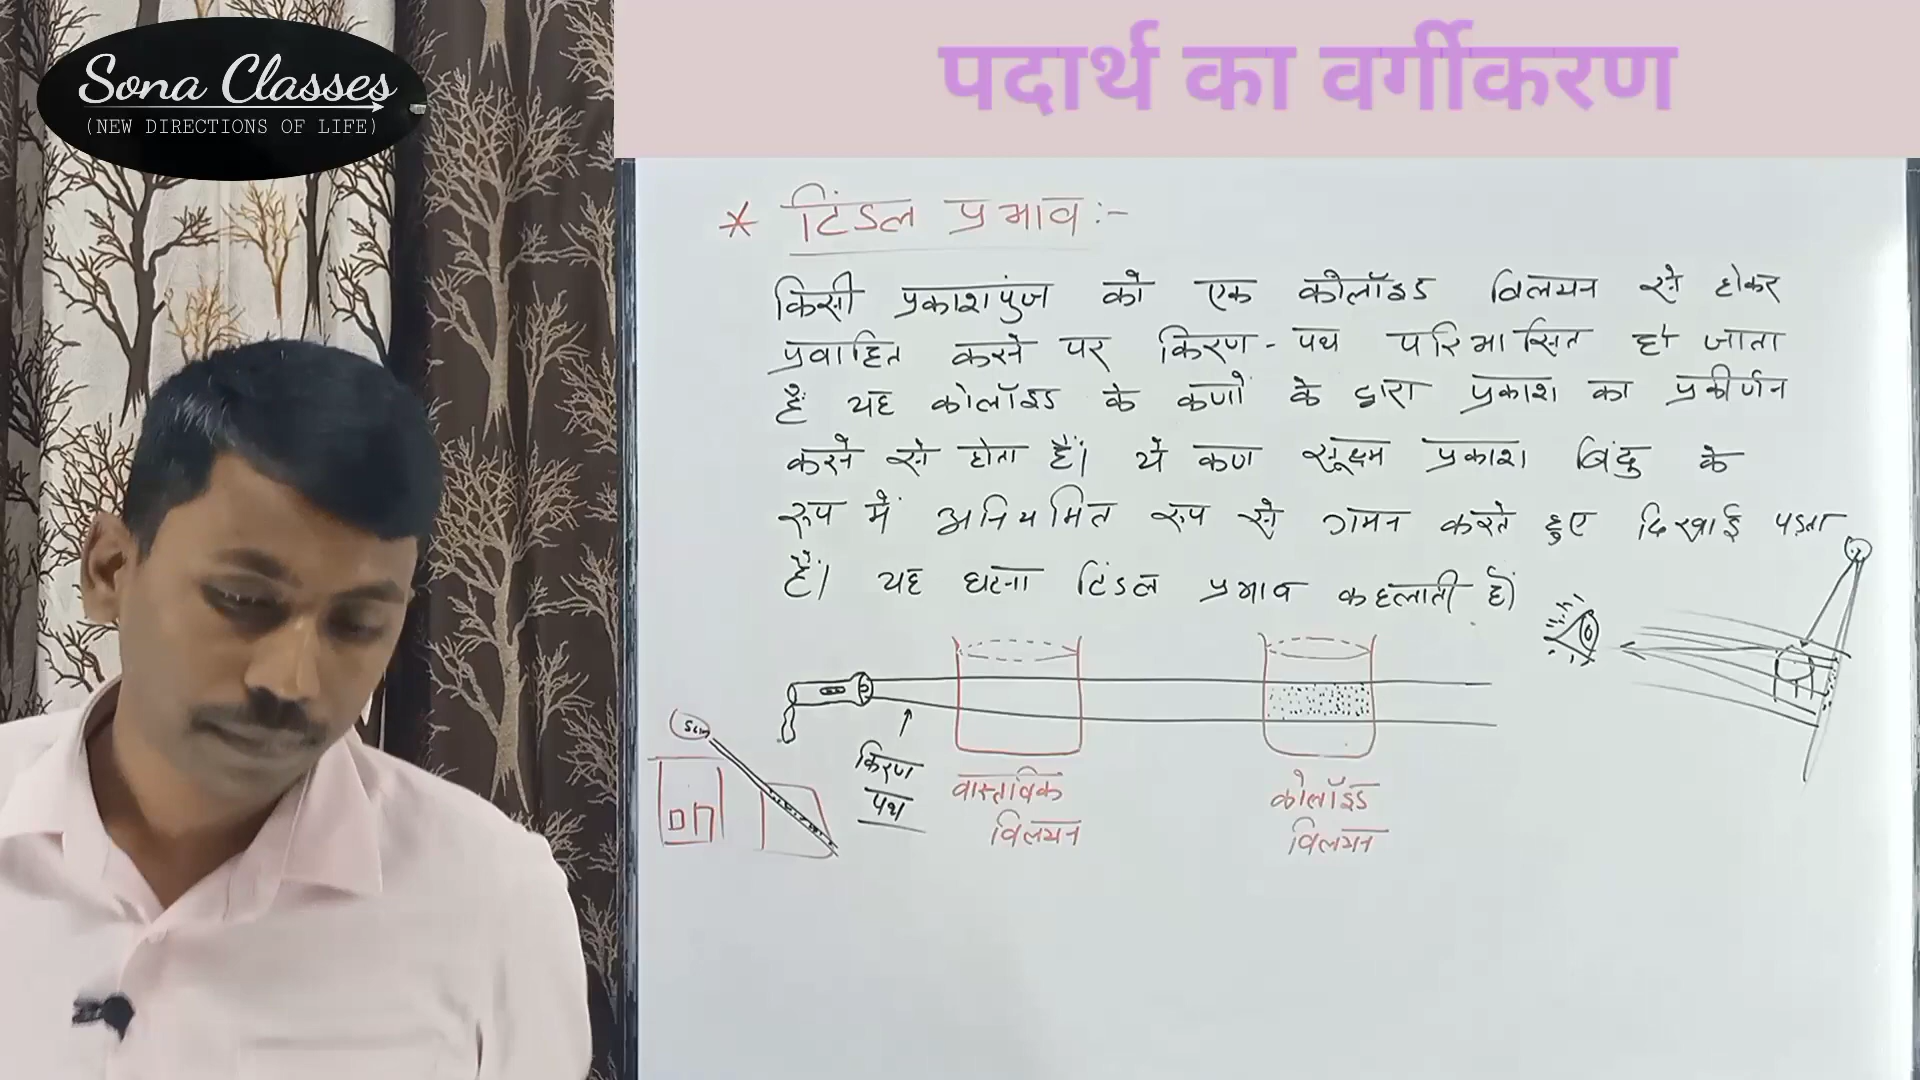 Sona Classes
(NEW DIRECTIONS OF LIFE)
पदार्थ का वर्गीकरण
* टिंडल प्रभाव:-
किसी प्रकाशपुंज को एक कोलॉइड विलयन से होकर
प्रवाहित करने पर किरण-पथ परिभासित हो जाता
है यह कोलॉइड के कणों के द्वारा प्रकाश का प्रकीर्णन
करने से होता है। ये कण सूक्ष्म प्रकाश बिंदु के
रूप में अनियमित रूप से गमन करते हुए दिखाई पड़ता
है। यह घटना टिंडल प्रभाव कहलाती है।
Sun
किरण
पथ
वास्तविक
विलयन
कोलॉइड
विलयन